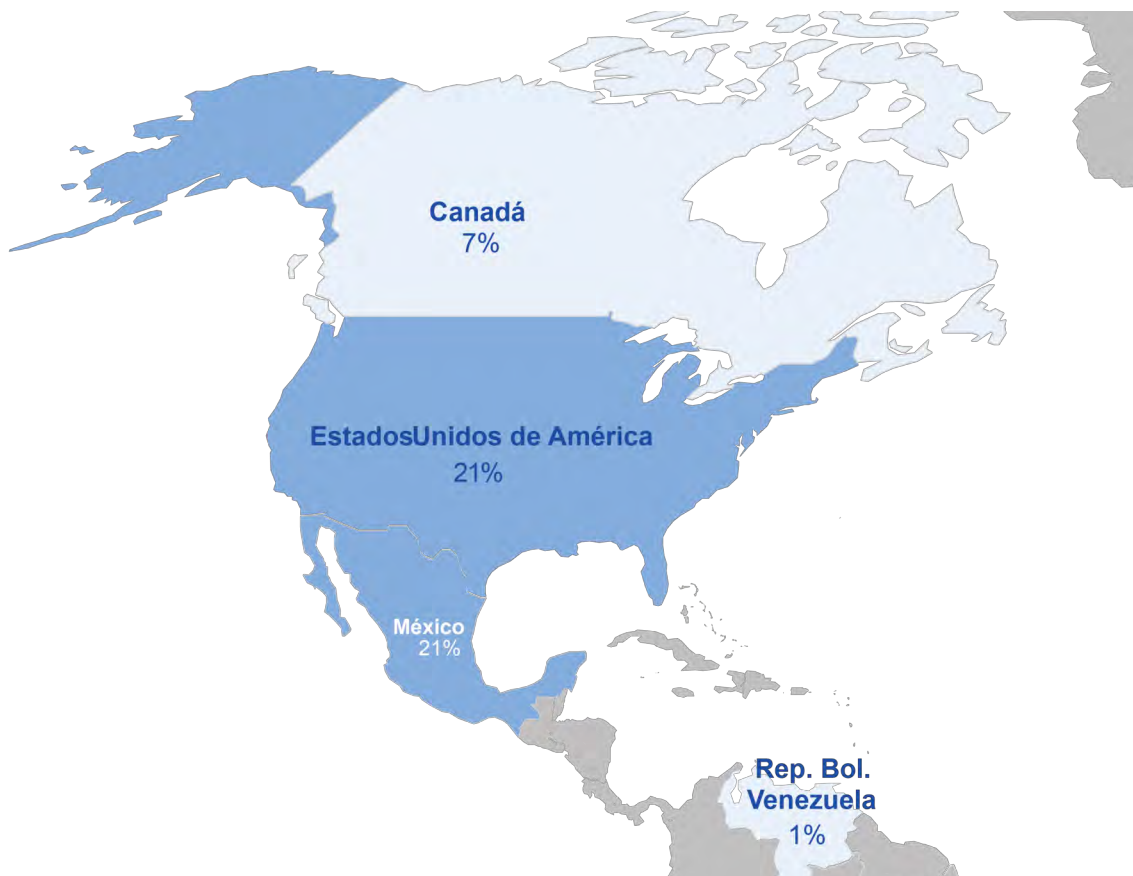 Canadá
7%
EstadosUnidos de América
21%
México
21%
Rep. Bol.
Venezuela
1%